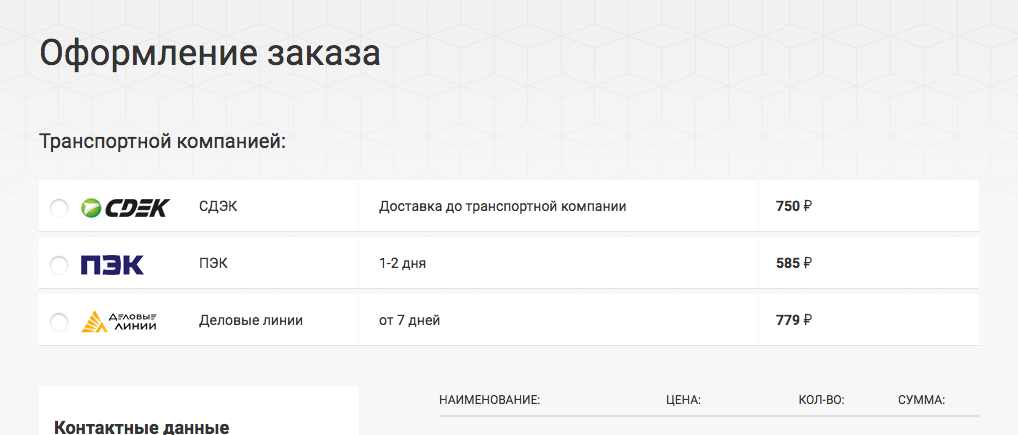 Оформление заказа
Транспортной компанией:
CDEK СДЭК Доставка до транспортной компании 750 ₽
ПЭК ПЭК 1-2 дня 585 ₽
ДЕЛОВЫЕ ЛИНИИ Деловые линии от 7 дней 779 ₽
НАИМЕНОВАНИЕ: ЦЕНА: КОЛ-ВО: СУММА:
Контактные данные